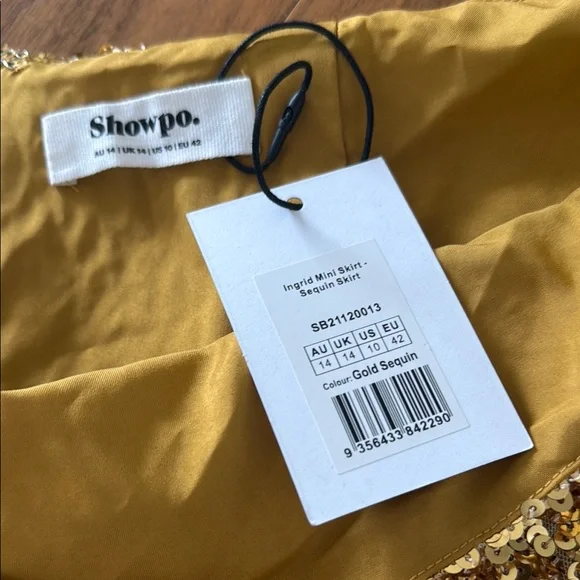 Showpo.
AU 14 | UK 14 | US 10 | EU 42
Ingrid Mini Skirt -
Sequin Skirt
SB21120013
AU UK US EU
14 14 10 42
Colour: Gold Sequin
9 356433 842290